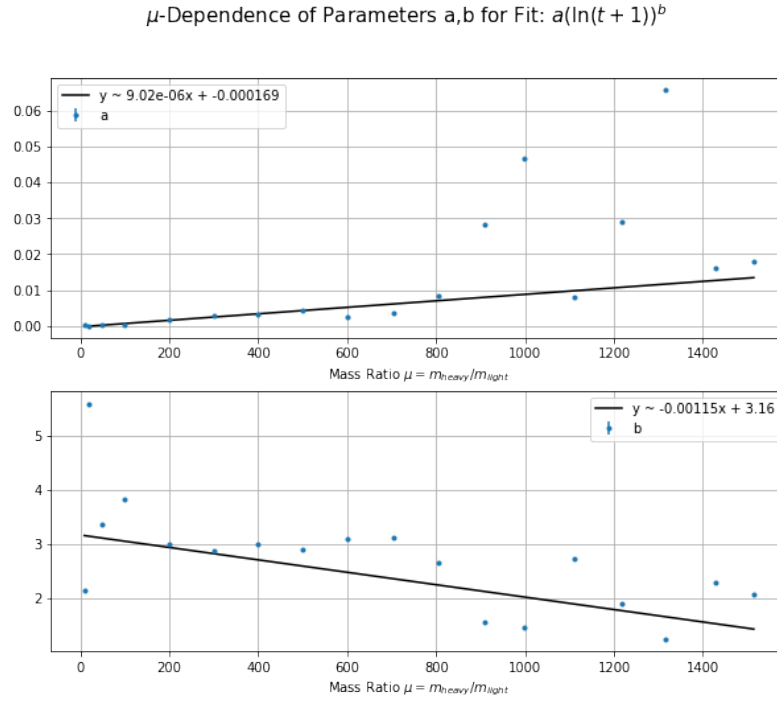 μ-Dependence of Parameters a,b for Fit: a(ln(t + 1))^b
y ~ 9.02e-06x + -0.000169
a
0.06
0.05
0.04
0.03
0.02
0.01
0.00
0 200 400 600 800 1000 1200 1400
Mass Ratio μ = m_heavy/m_light
y ~ -0.00115x + 3.16
b
5
4
3
2
0 200 400 600 800 1000 1200 1400
Mass Ratio μ = m_heavy/m_light